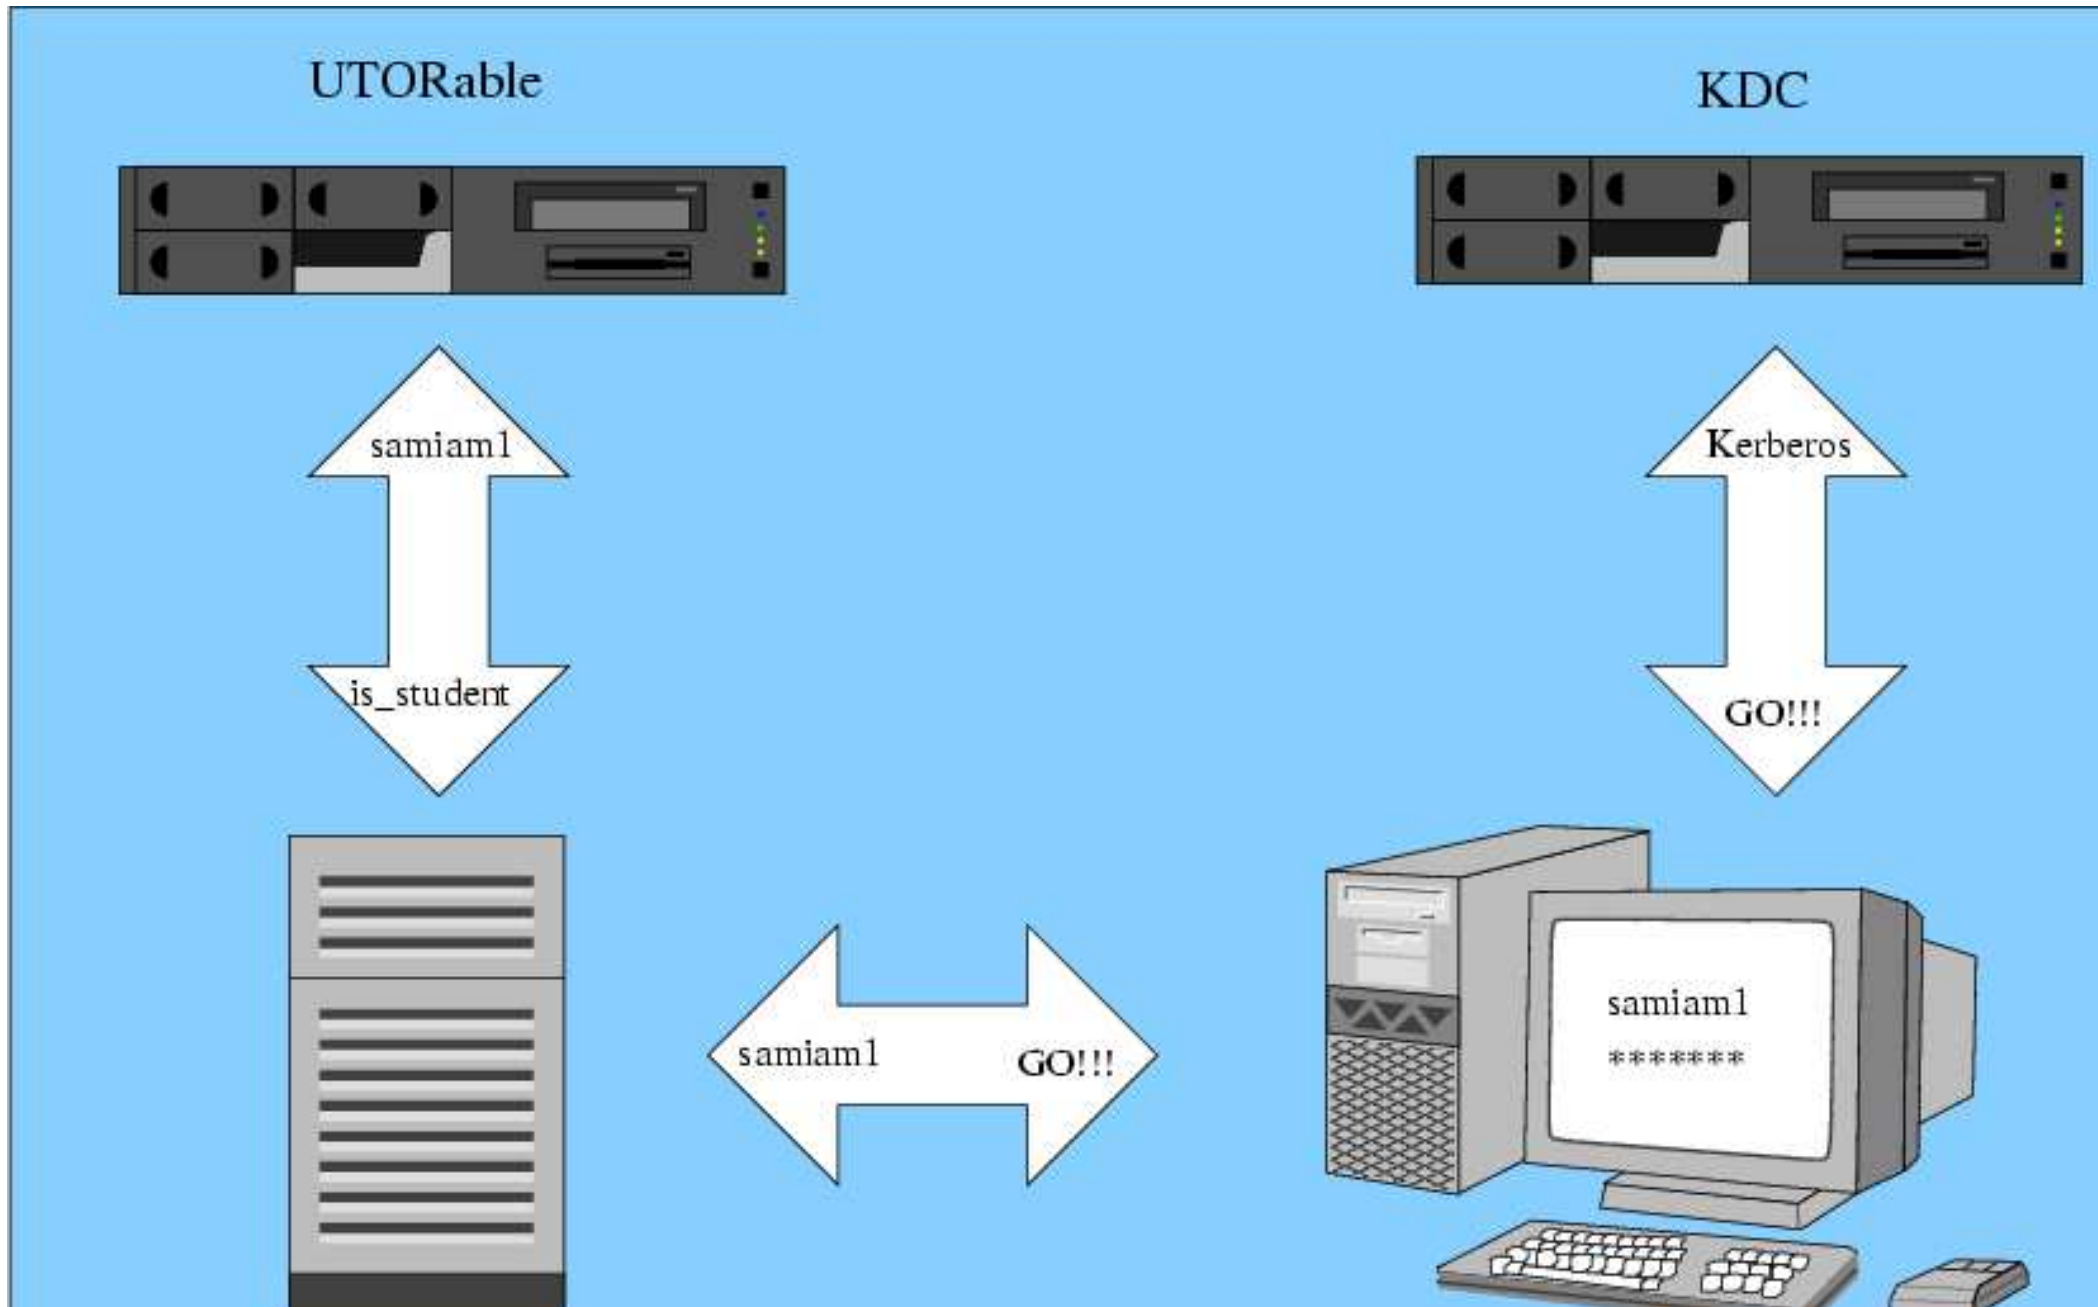 UTORable
KDC
samiam1
Kerberos
is_student
GO!!!
samiam1
*******
samiam1
GO!!!